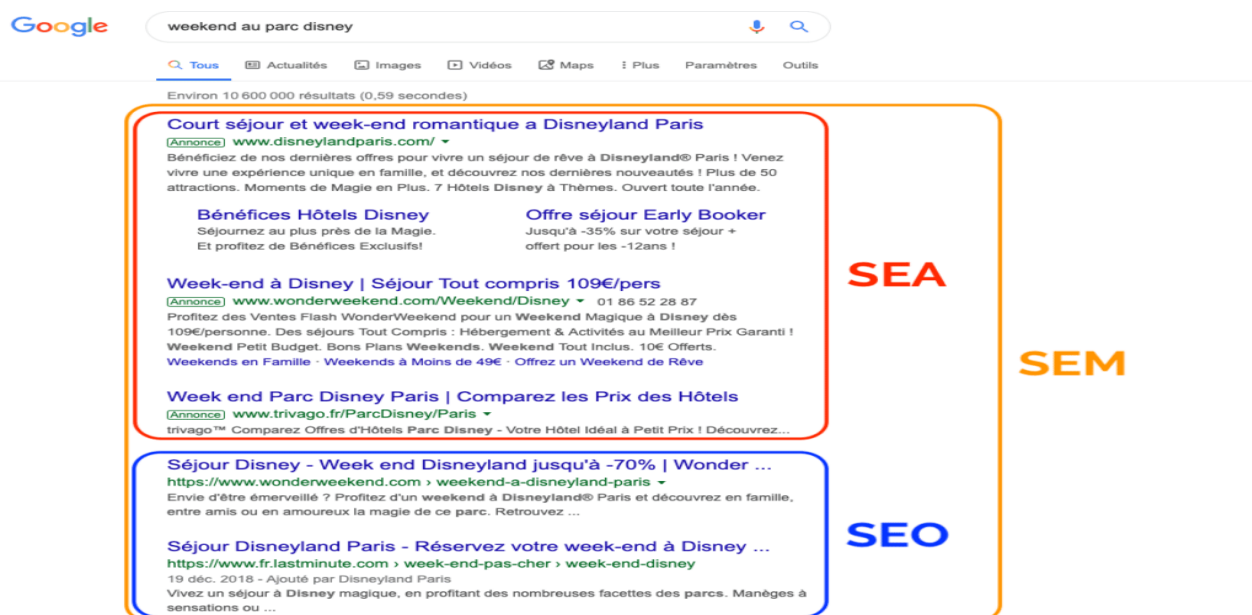 Google
weekend au parc disney
Tous Actualités Images Vidéos Maps Plus Paramètres Outils
Environ 10 600 000 résultats (0,59 secondes)
Court séjour et week-end romantique a Disneyland Paris
Annonce www.disneylandparis.com/
Bénéficiez de nos dernières offres pour vivre un séjour de rêve à Disneyland® Paris ! Venez
vivre une expérience unique en famille, et découvrez nos dernières nouveautés ! Plus de 50
attractions. Moments de Magie en Plus. 7 Hôtels Disney à Thèmes. Ouvert toute l'année.
Bénéfices Hôtels Disney
Séjournez au plus près de la Magie.
Et profitez de Bénéfices Exclusifs!
Offre séjour Early Booker
Jusqu'à -35% sur votre séjour +
offert pour les -12ans !
Week-end à Disney | Séjour Tout compris 109€/pers
Annonce www.wonderweekend.com/Weekend/Disney 01 86 52 28 87
Profitez des Ventes Flash WonderWeekend pour un Weekend Magique à Disney dès
109€/personne. Des séjours Tout Compris : Hébergement & Activités au Meilleur Prix Garanti !
Weekend Petit Budget. Bons Plans Weekends. Weekend Tout Inclus. 10€ Offerts.
Weekends en Famille · Weekends à Moins de 49€ · Offrez un Weekend de Rêve
Week end Parc Disney Paris | Comparez les Prix des Hôtels
Annonce www.trivago.fr/ParcDisney/Paris
trivago™ Comparez Offres d'Hôtels Parc Disney - Votre Hôtel Idéal à Petit Prix ! Découvrez...
SEA
SEM
Séjour Disney - Week end Disneyland jusqu'à -70% | Wonder ...
https://www.wonderweekend.com › weekend-a-disneyland-paris
Envie d'être émerveillé ? Profitez d'un weekend à Disneyland® Paris et découvrez en famille,
entre amis ou en amoureux la magie de ce parc. Retrouvez ...
Séjour Disneyland Paris - Réservez votre week-end à Disney ...
https://www.fr.lastminute.com › week-end-pas-cher › week-end-disney
19 déc. 2018 - Ajouté par Disneyland Paris
Vivez un séjour à Disney magique, en profitant des nombreuses facettes des parcs. Manèges à
sensations ou ...
SEO